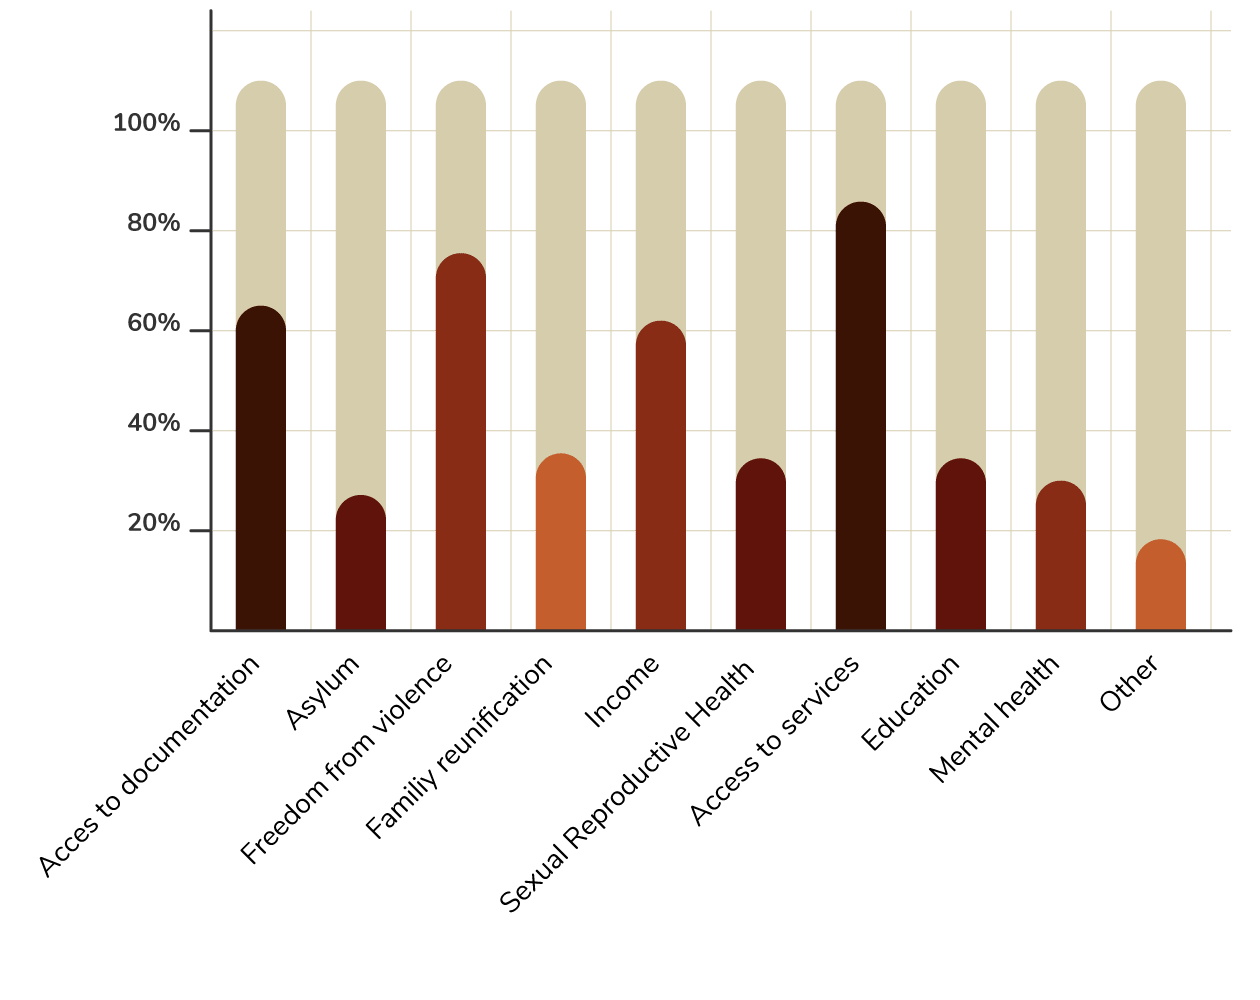 100%
80%
60%
40%
20%
Acces to documentation
Asylum
Freedom from violence
Familiy reunification
Income
Sexual Reproductive Health
Access to services
Education
Mental health
Other